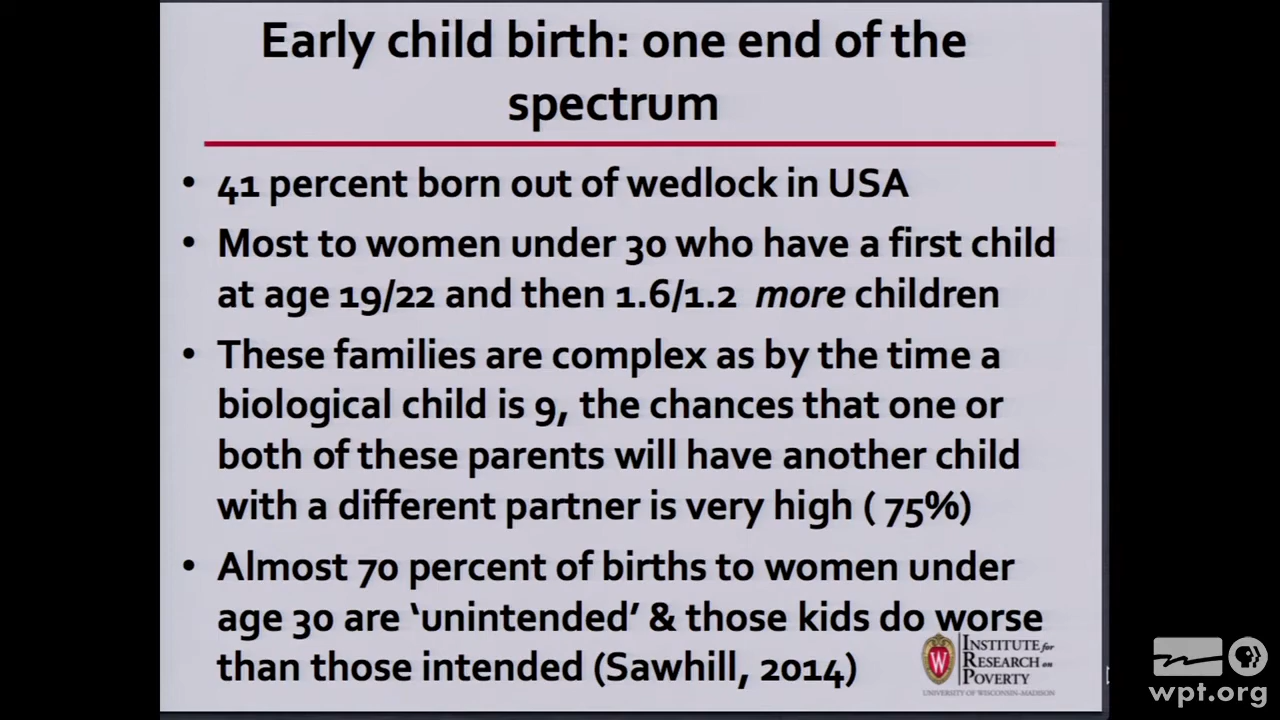 Early child birth: one end of the
spectrum
• 41 percent born out of wedlock in USA
• Most to women under 30 who have a first child
at age 19/22 and then 1.6/1.2 more children
• These families are complex as by the time a
biological child is 9, the chances that one or
both of these parents will have another child
with a different partner is very high ( 75%)
• Almost 70 percent of births to women under
age 30 are ‘unintended’ & those kids do worse
than those intended (Sawhill, 2014)
W
INSTITUTE for
RESEARCH on
POVERTY
UNIVERSITY OF WISCONSIN-MADISON
PBS
wpt.org